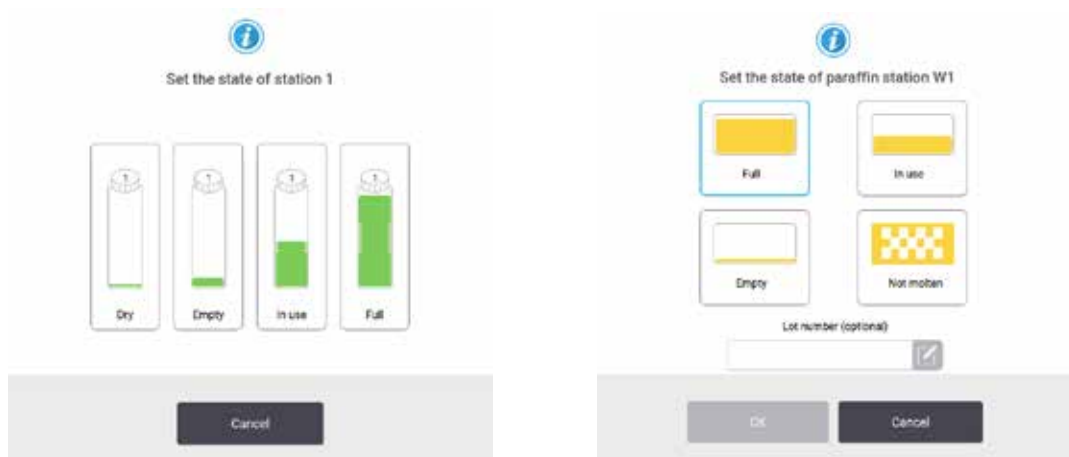 Set the state of station 1
1
1
1
1
Dry
Empty
In use
Full
Cancel
Set the state of paraffin station W1
Full
In use
Empty
Not molten
Lot number (optional)
OK
Cancel